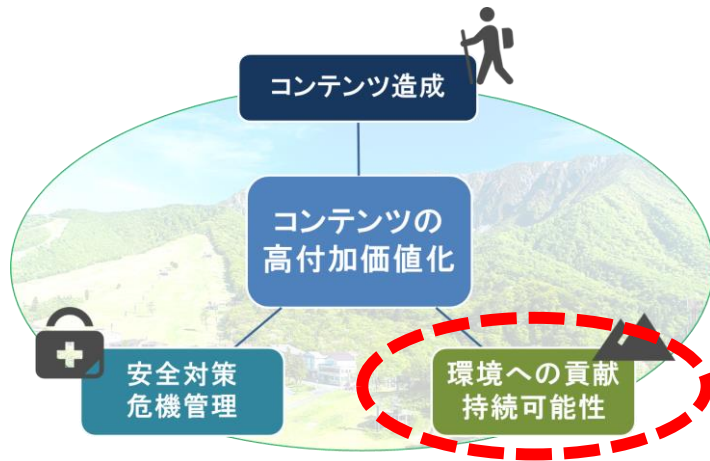 コンテンツ造成
コンテンツの
高付加価値化
安全対策
危機管理
環境への貢献
持続可能性